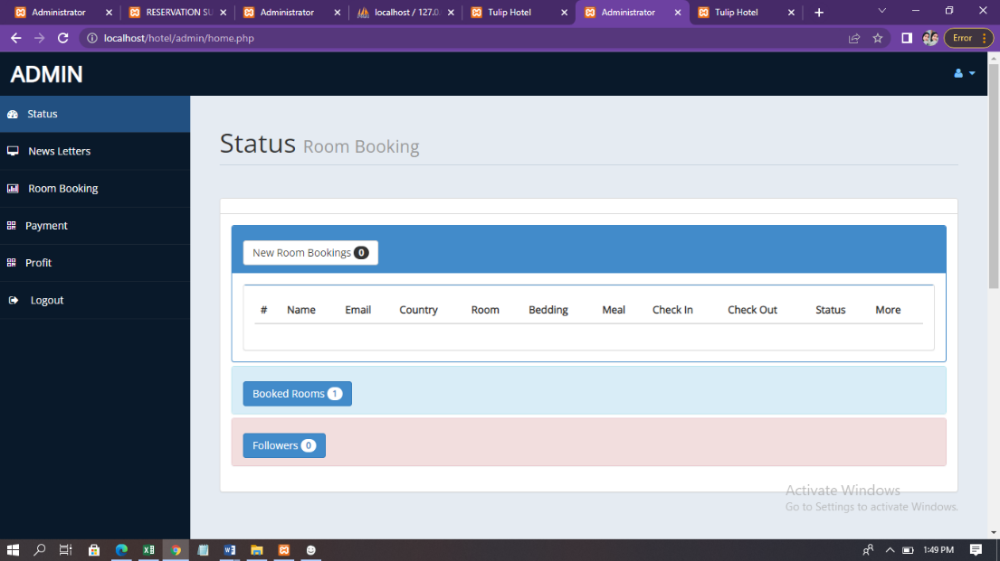 Administrator
RESERVATION SU
Administrator
localhost / 127.0.
Tulip Hotel
Administrator
Tulip Hotel
localhost/hotel/admin/home.php
Error
ADMIN
Status
News Letters
Room Booking
Payment
Profit
Logout
Status Room Booking
New Room Bookings 0
# Name Email Country Room Bedding Meal Check In Check Out Status More
Booked Rooms 1
Followers 0
Activate Windows
Go to Settings to activate Windows.
1:49 PM